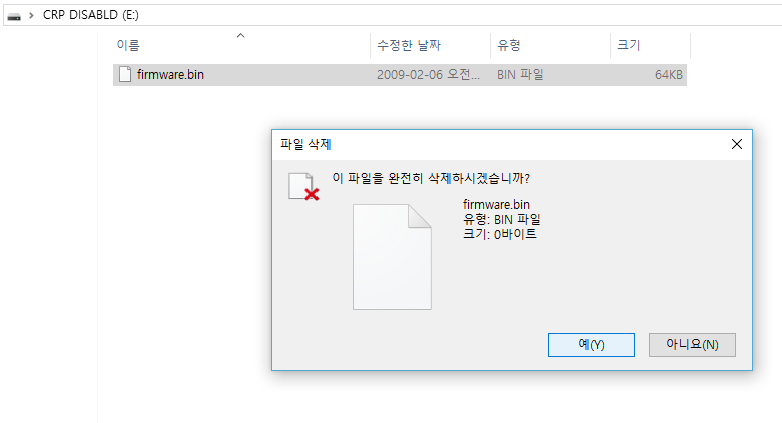 CRP DISABLD (E:)
이름 수정한 날짜 유형 크기
firmware.bin 2009-02-06 오전... BIN 파일 64KB
파일 삭제
이 파일을 완전히 삭제하시겠습니까?
firmware.bin
유형: BIN 파일
크기: 0바이트
예(Y) 아니요(N)